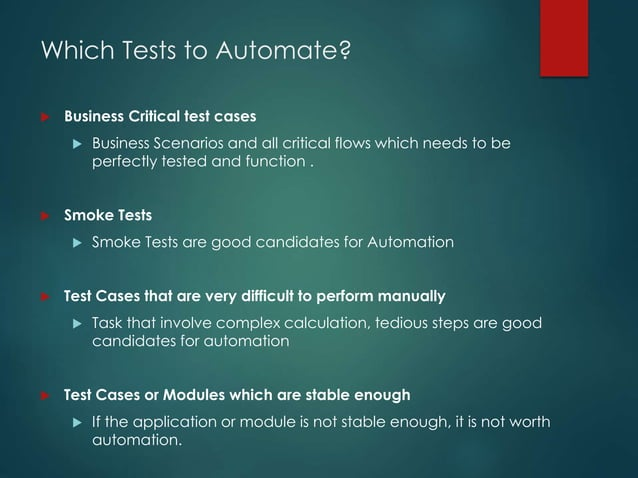 Which Tests to Automate?
Business Critical test cases
Business Scenarios and all critical flows which needs to be
perfectly tested and function .
Smoke Tests
Smoke Tests are good candidates for Automation
Test Cases that are very difficult to perform manually
Task that involve complex calculation, tedious steps are good
candidates for automation
Test Cases or Modules which are stable enough
If the application or module is not stable enough, it is not worth
automation.